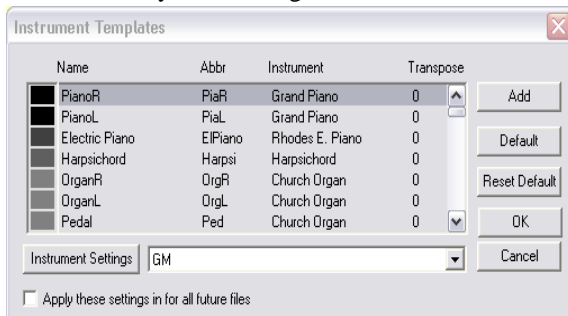 Instrument Templates
Name Abbr Instrument Transpose
PianoR PiaR Grand Piano 0
PianoL PiaL Grand Piano 0
Electric Piano ElPiano Rhodes E. Piano 0
Harpsichord Harpsi Harpsichord 0
OrganR OrgR Church Organ 0
OrganL OrgL Church Organ 0
Pedal Ped Church Organ 0
Add
Default
Reset Default
OK
Cancel
Instrument Settings GM
Apply these settings in for all future files